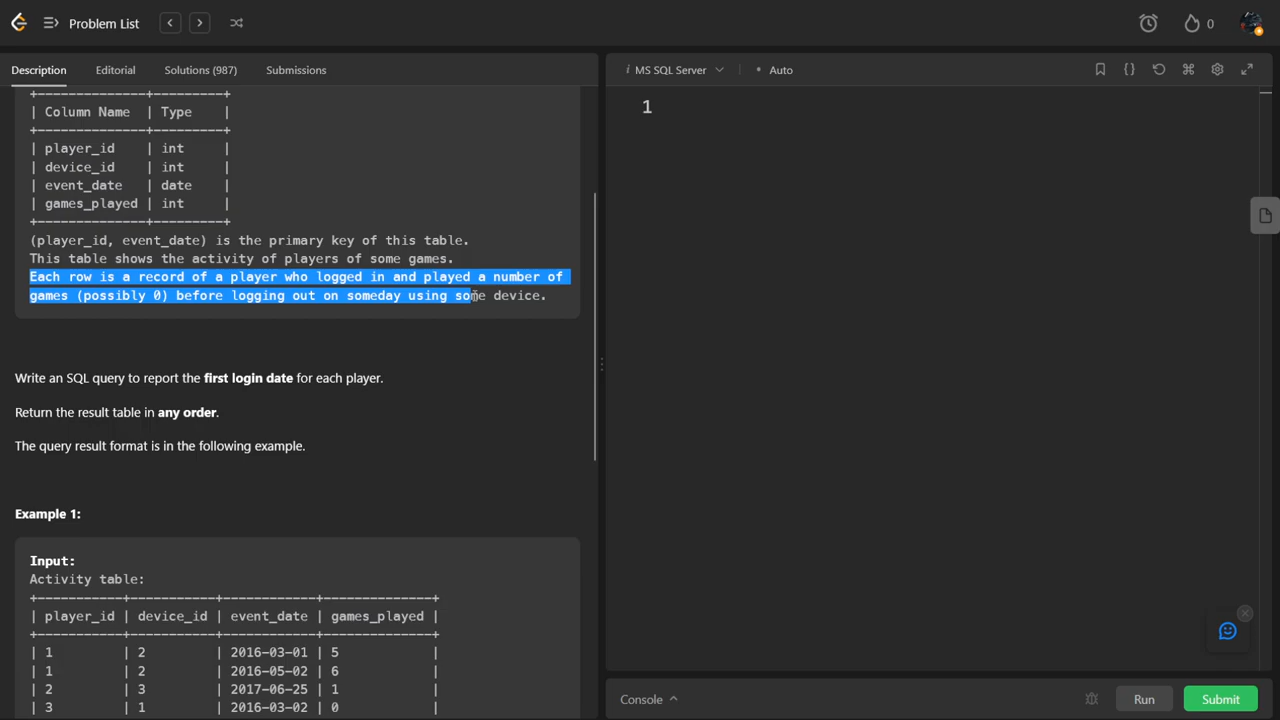 Problem List
0
Description
Editorial
Solutions (987)
Submissions
+--------------+---------+
| Column Name | Type |
+--------------+---------+
| player_id | int |
| device_id | int |
| event_date | date |
| games_played | int |
+--------------+---------+
(player_id, event_date) is the primary key of this table.
This table shows the activity of players of some games.
Each row is a record of a player who logged in and played a number of
games (possibly 0) before logging out on someday using some device.
Write an SQL query to report the first login date for each player.
Return the result table in any order.
The query result format is in the following example.
Example 1:
Input:
Activity table:
+-----------+-----------+------------+--------------+
| player_id | device_id | event_date | games_played |
+-----------+-----------+------------+--------------+
| 1 | 2 | 2016-03-01 | 5 |
| 1 | 2 | 2016-05-02 | 6 |
| 2 | 3 | 2017-06-25 | 1 |
| 3 | 1 | 2016-03-02 | 0 |
i MS SQL Server
Auto
{}
1
Console
Run
Submit